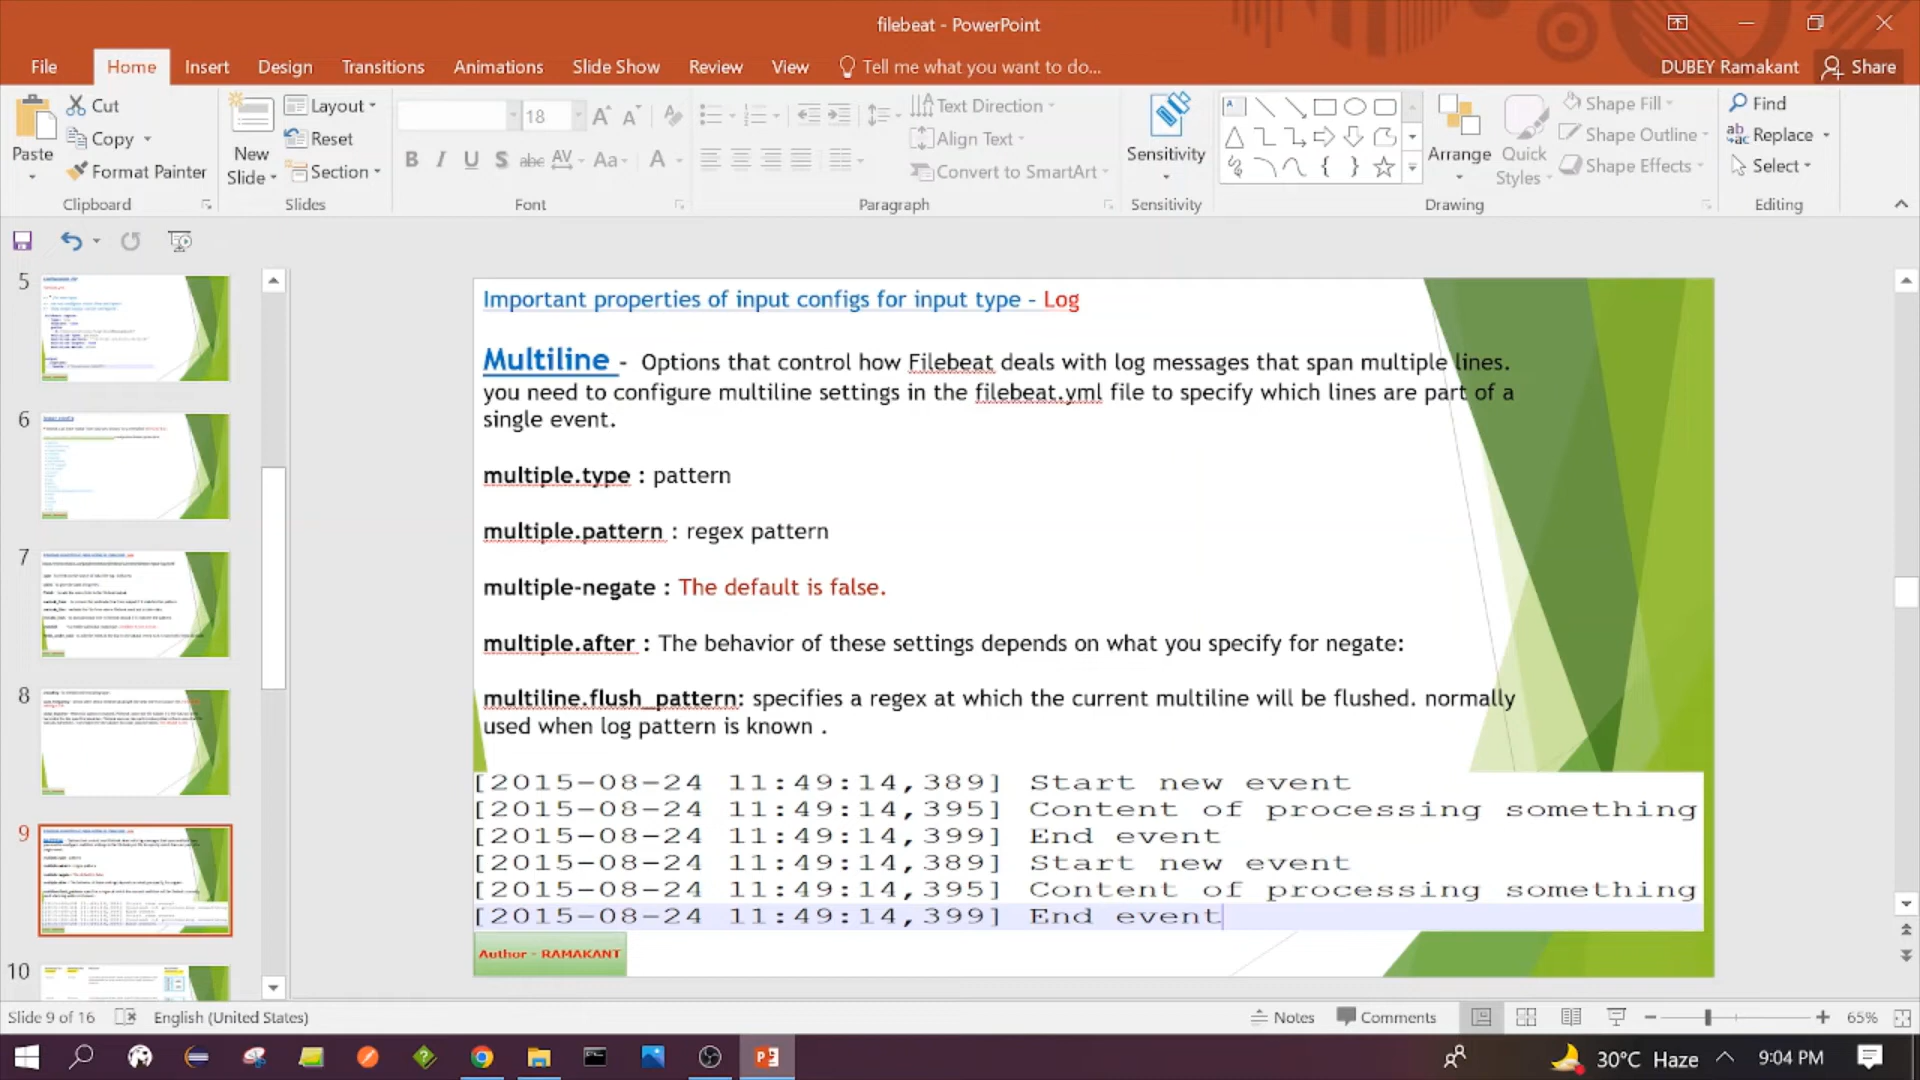 filebeat - PowerPoint
File Home Insert Design Transitions Animations Slide Show Review View Tell me what you want to do... DUBEY Ramakant Share
Paste
Cut
Copy
Format Painter
Clipboard
New Slide
Layout
Reset
Section
Slides
18
Font
Text Direction
Align Text
Convert to SmartArt
Paragraph
Sensitivity
Sensitivity
Arrange
Quick Styles
Shape Fill
Shape Outline
Shape Effects
Drawing
Find
Replace
Select
Editing
5
6
7
8
9
10
Important properties of input configs for input type - Log
Multiline - Options that control how Filebeat deals with log messages that span multiple lines.
you need to configure multiline settings in the filebeat.yml file to specify which lines are part of a
single event.
multiple.type : pattern
multiple.pattern : regex pattern
multiple-negate : The default is false.
multiple.after : The behavior of these settings depends on what you specify for negate:
multiline.flush_pattern: specifies a regex at which the current multiline will be flushed. normally
used when log pattern is known .
[2015-08-24 11:49:14,389] Start new event
[2015-08-24 11:49:14,395] Content of processing something
[2015-08-24 11:49:14,399] End event
[2015-08-24 11:49:14,389] Start new event
[2015-08-24 11:49:14,395] Content of processing something
[2015-08-24 11:49:14,399] End event
Author - RAMAKANT
Slide 9 of 16 English (United States) Notes Comments 65%
30°C Haze 9:04 PM